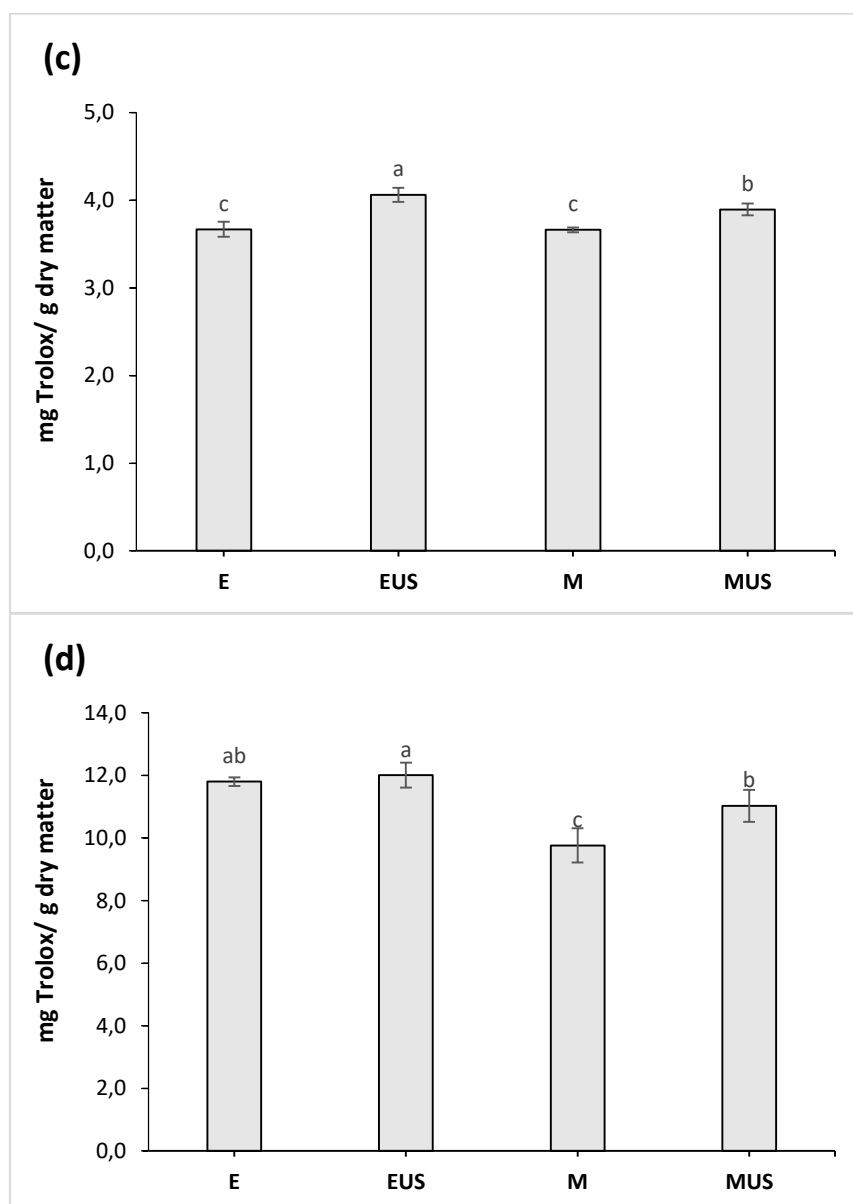 (c)
mg Trolox/ g dry matter
5,0
4,0
3,0
2,0
1,0
0,0
c
a
c
b
E EUS M MUS
(d)
mg Trolox/ g dry matter
14,0
12,0
10,0
8,0
6,0
4,0
2,0
0,0
ab
a
c
b
E EUS M MUS